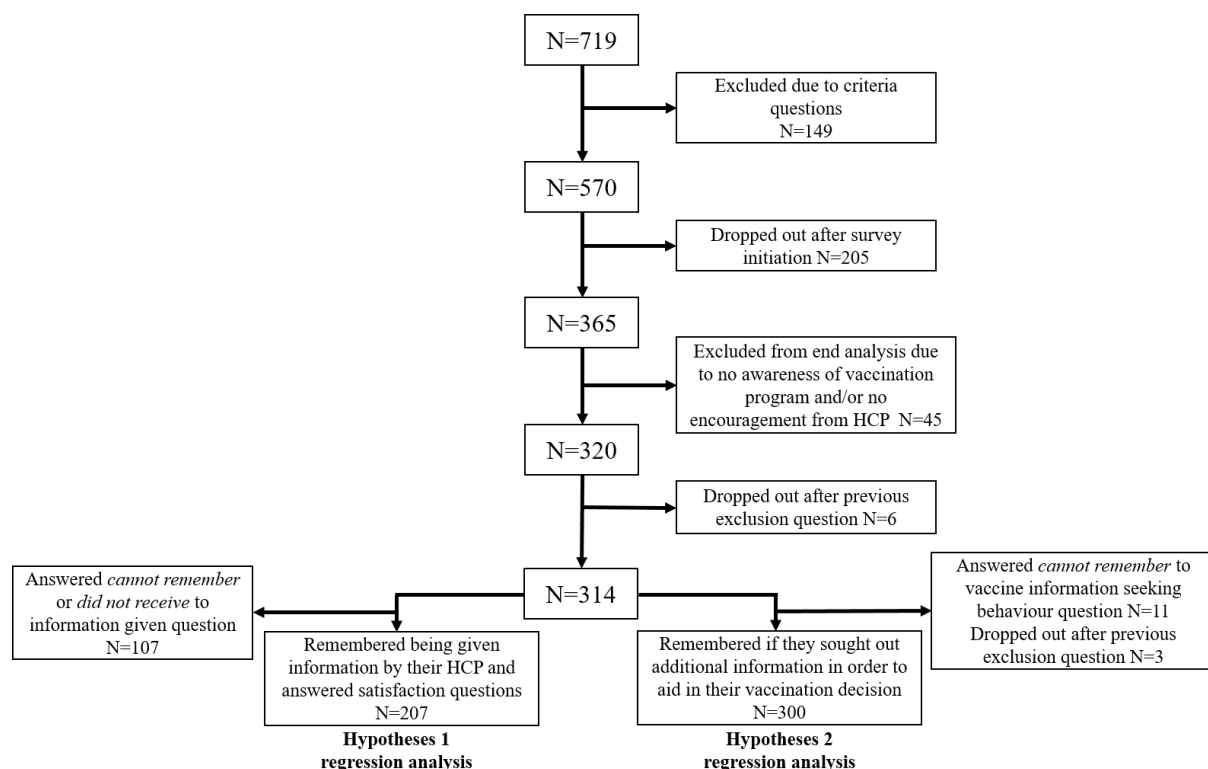 N=719
Excluded due to criteria
questions
N=149
N=570
Dropped out after survey
initiation N=205
N=365
Excluded from end analysis due
to no awareness of vaccination
program and/or no
encouragement from HCP N=45
N=320
Dropped out after previous
exclusion question N=6
N=314
Answered cannot remember
or did not receive to
information given question
N=107
Remembered being given
information by their HCP and
answered satisfaction questions
N=207
Hypotheses 1
regression analysis
Remembered if they sought out
additional information in order to
aid in their vaccination decision
N=300
Hypotheses 2
regression analysis
Answered cannot remember to
vaccine information seeking
behaviour question N=11
Dropped out after previous
exclusion question N=3